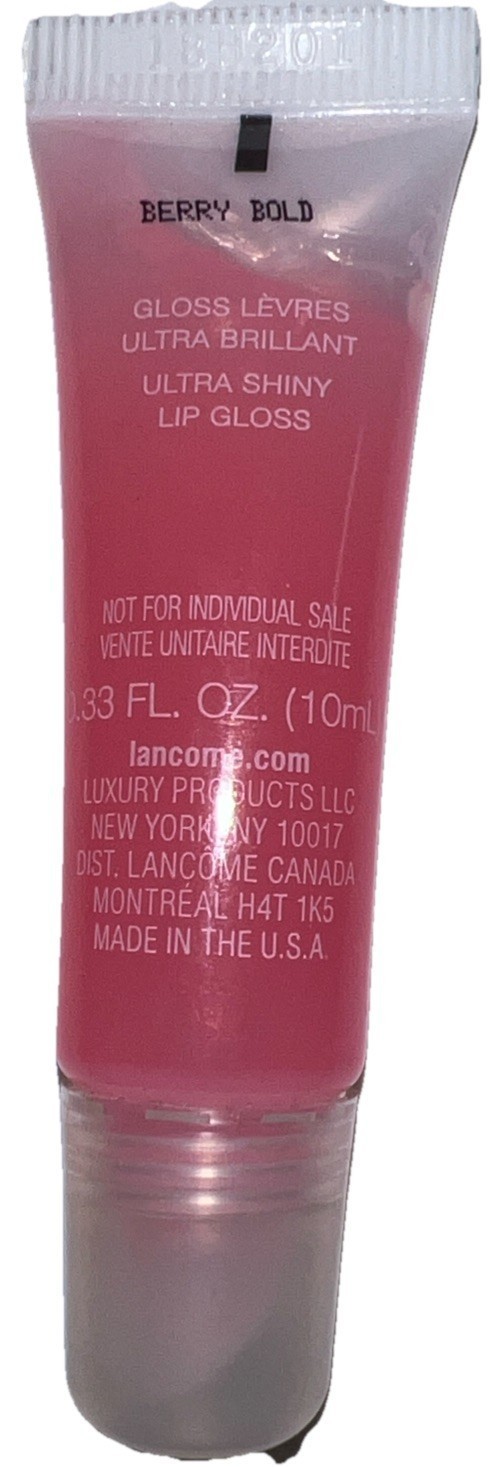 BERRY BOLD
GLOSS LÈVRES
ULTRA BRILLANT
ULTRA SHINY
LIP GLOSS
NOT FOR INDIVIDUAL SALE
VENTE UNITAIRE INTERDITE
0.33 FL. OZ. (10mL
lancome.com
LUXURY PRODUCTS LLC
NEW YORK NY 10017
DIST. LANCÔME CANADA
MONTRÉAL H4T 1K5
MADE IN THE U.S.A.